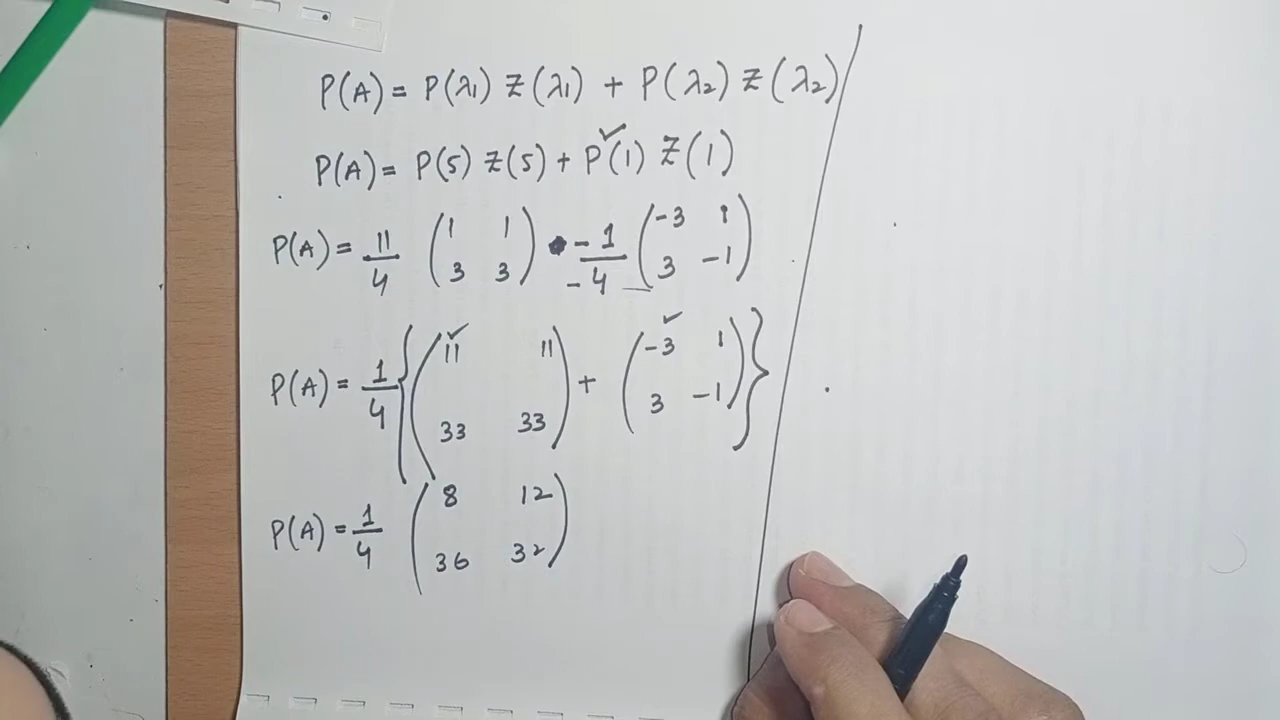 P(A) = P(λ1) Z(λ1) + P(λ2) Z(λ2)
P(A) = P(5) Z(5) + P(1) Z(1)
P(A) = 11/4 (1 1 / 3 3) - 1/-4 (-3 1 / 3 -1)
P(A) = 1/4 {(11 11 / 33 33) + (-3 1 / 3 -1)}
P(A) = 1/4 (8 12 / 36 32)